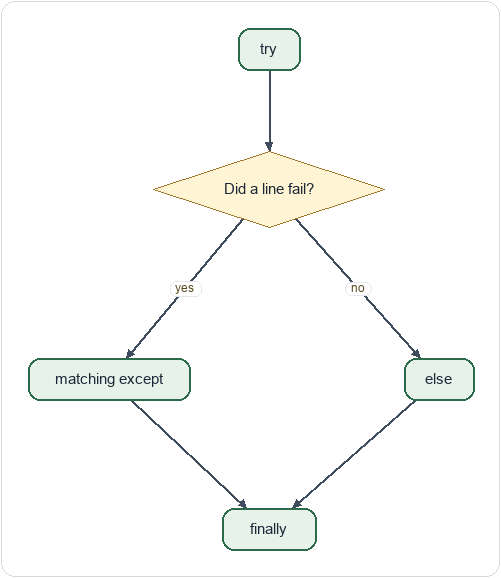 try
Did a line fail?
yes
no
matching except
else
finally